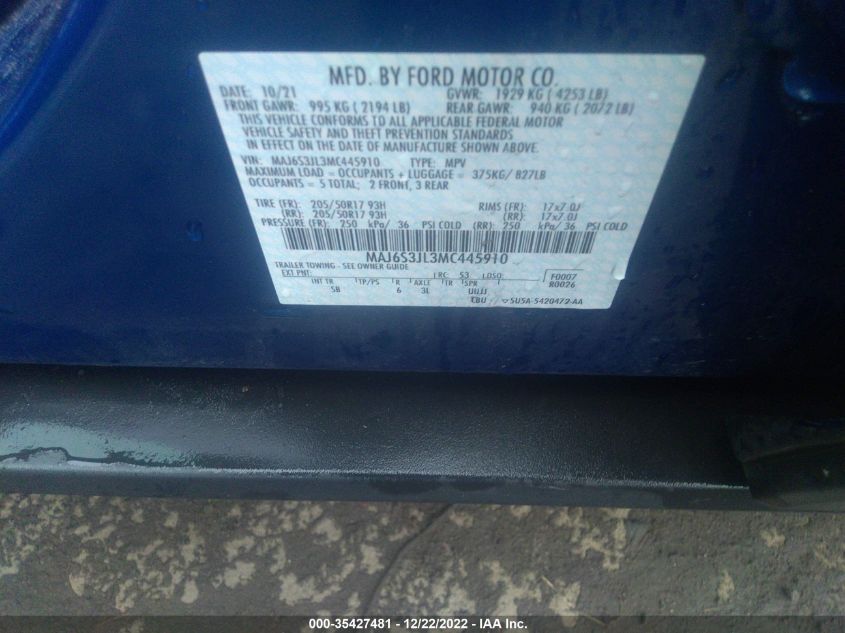 MFD. BY FORD MOTOR CO.
DATE: 10/21 GVWR: 1929 KG ( 4253 LB)
FRONT GAWR: 995 KG ( 2194 LB) REAR GAWR: 940 KG ( 2072 LB)
THIS VEHICLE CONFORMS TO ALL APPLICABLE FEDERAL MOTOR
VEHICLE SAFETY AND THEFT PREVENTION STANDARDS
IN EFFECT ON THE DATE OF MANUFACTURE SHOWN ABOVE.
VIN: MAJ6S3JL3MC445910 TYPE: MPV
MAXIMUM LOAD = OCCUPANTS + LUGGAGE = 375KG/ 827LB
OCCUPANTS = 5 TOTAL; 2 FRONT, 3 REAR
TIRE (FR): 205/50R17 93H RIMS (FR): 17x7.0J
(RR): 205/50R17 93H (RR): 17x7.0J
PRESSURE (FR): 250 kPa/ 36 PSI COLD (RR): 250 kPa/ 36 PSI COLD
MAJ6S3JL3MC445910
TRAILER TOWING - SEE OWNER GUIDE
EXT PNT: RC: 53 LDSO: F0007
INT TR TP/PS R AXLE TR SPR R0026
5B 6 3L UUJJ
EBU 5U5A-5420472-AA
000-35427481 - 12/22/2022 - IAA Inc.